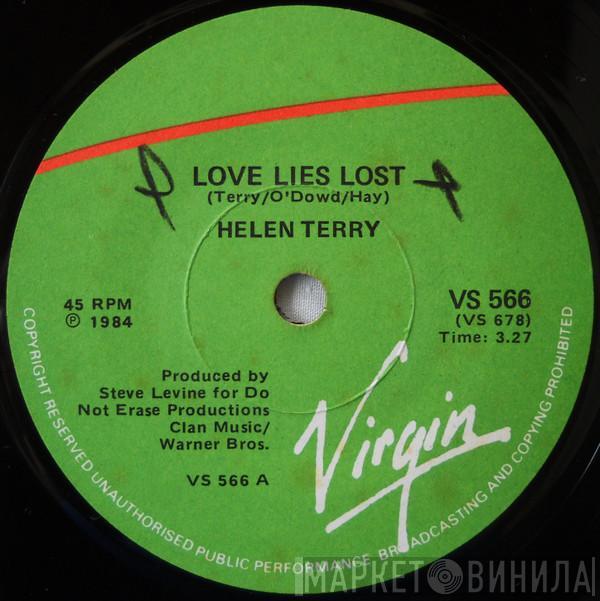 LOVE LIES LOST
(Terry/O'Dowd/Hay)
HELEN TERRY
45 RPM
℗ 1984
VS 566
(VS 678)
Time: 3.27
Produced by
Steve Levine for Do
Not Erase Productions
Clan Music/
Warner Bros.
VS 566 A
Virgin
COPYRIGHT RESERVED UNAUTHORISED PUBLIC PERFORMANCE, BROADCASTING AND COPYING PROHIBITED
МАРКЕТ ВИНИЛА